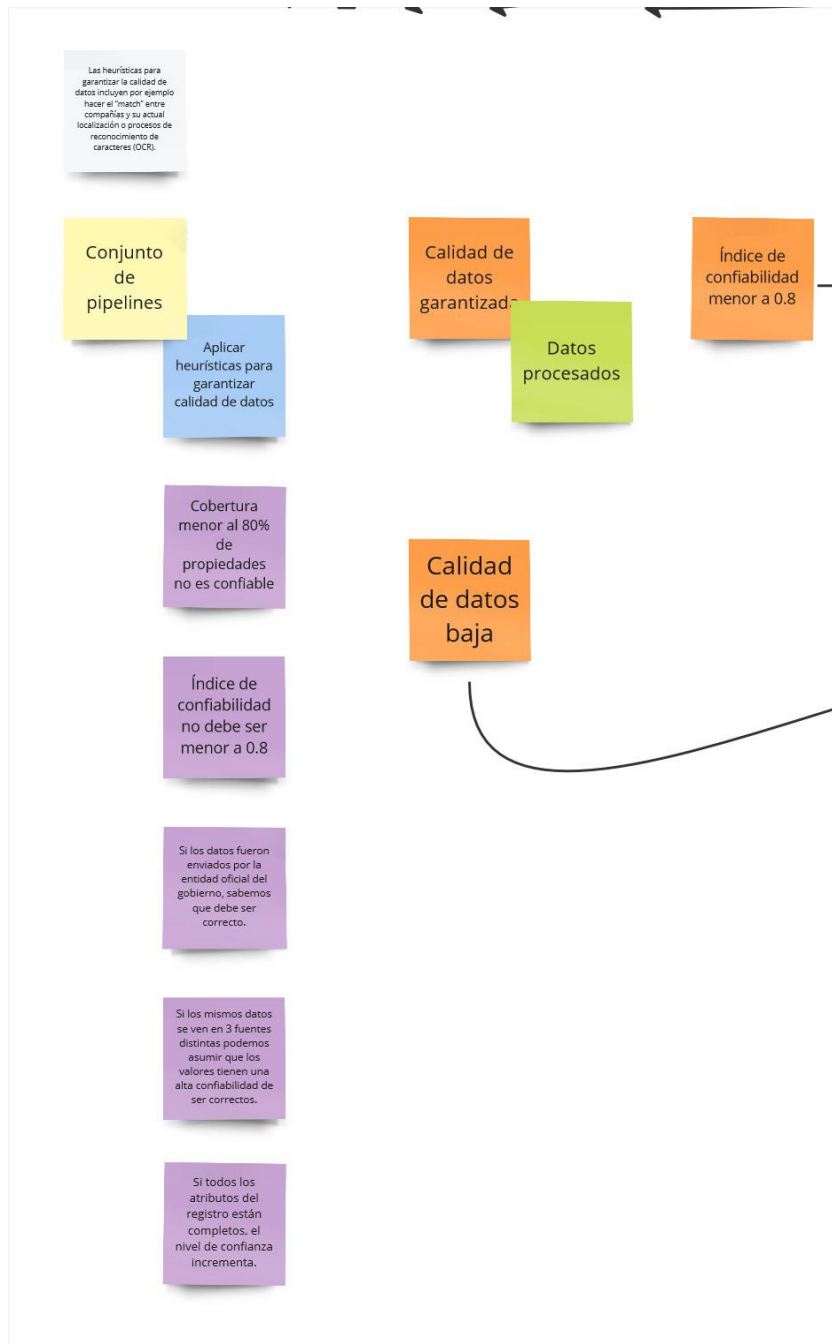 Las heurísticas para
garantizar la calidad de
datos incluyen por ejemplo
hacer el "match" entre
compañías y su actual
localización o procesos de
reconocimiento de
caracteres (OCR).
Conjunto
de
pipelines
Aplicar
heurísticas para
garantizar
calidad de datos
Calidad de
datos
garantizada
Datos
procesados
Índice de
confiabilidad
menor a 0.8
Cobertura
menor al 80%
de
propiedades
no es confiable
Calidad
de datos
baja
Índice de
confiabilidad
no debe ser
menor a 0.8
Si los datos fueron
enviados por la
entidad oficial del
gobierno, sabemos
que debe ser
correcto.
Si los mismos datos
se ven en 3 fuentes
distintas podemos
asumir que los
valores tienen una
alta confiabilidad de
ser correctos.
Si todos los
atributos del
registro están
completos, el
nivel de confianza
incrementa.